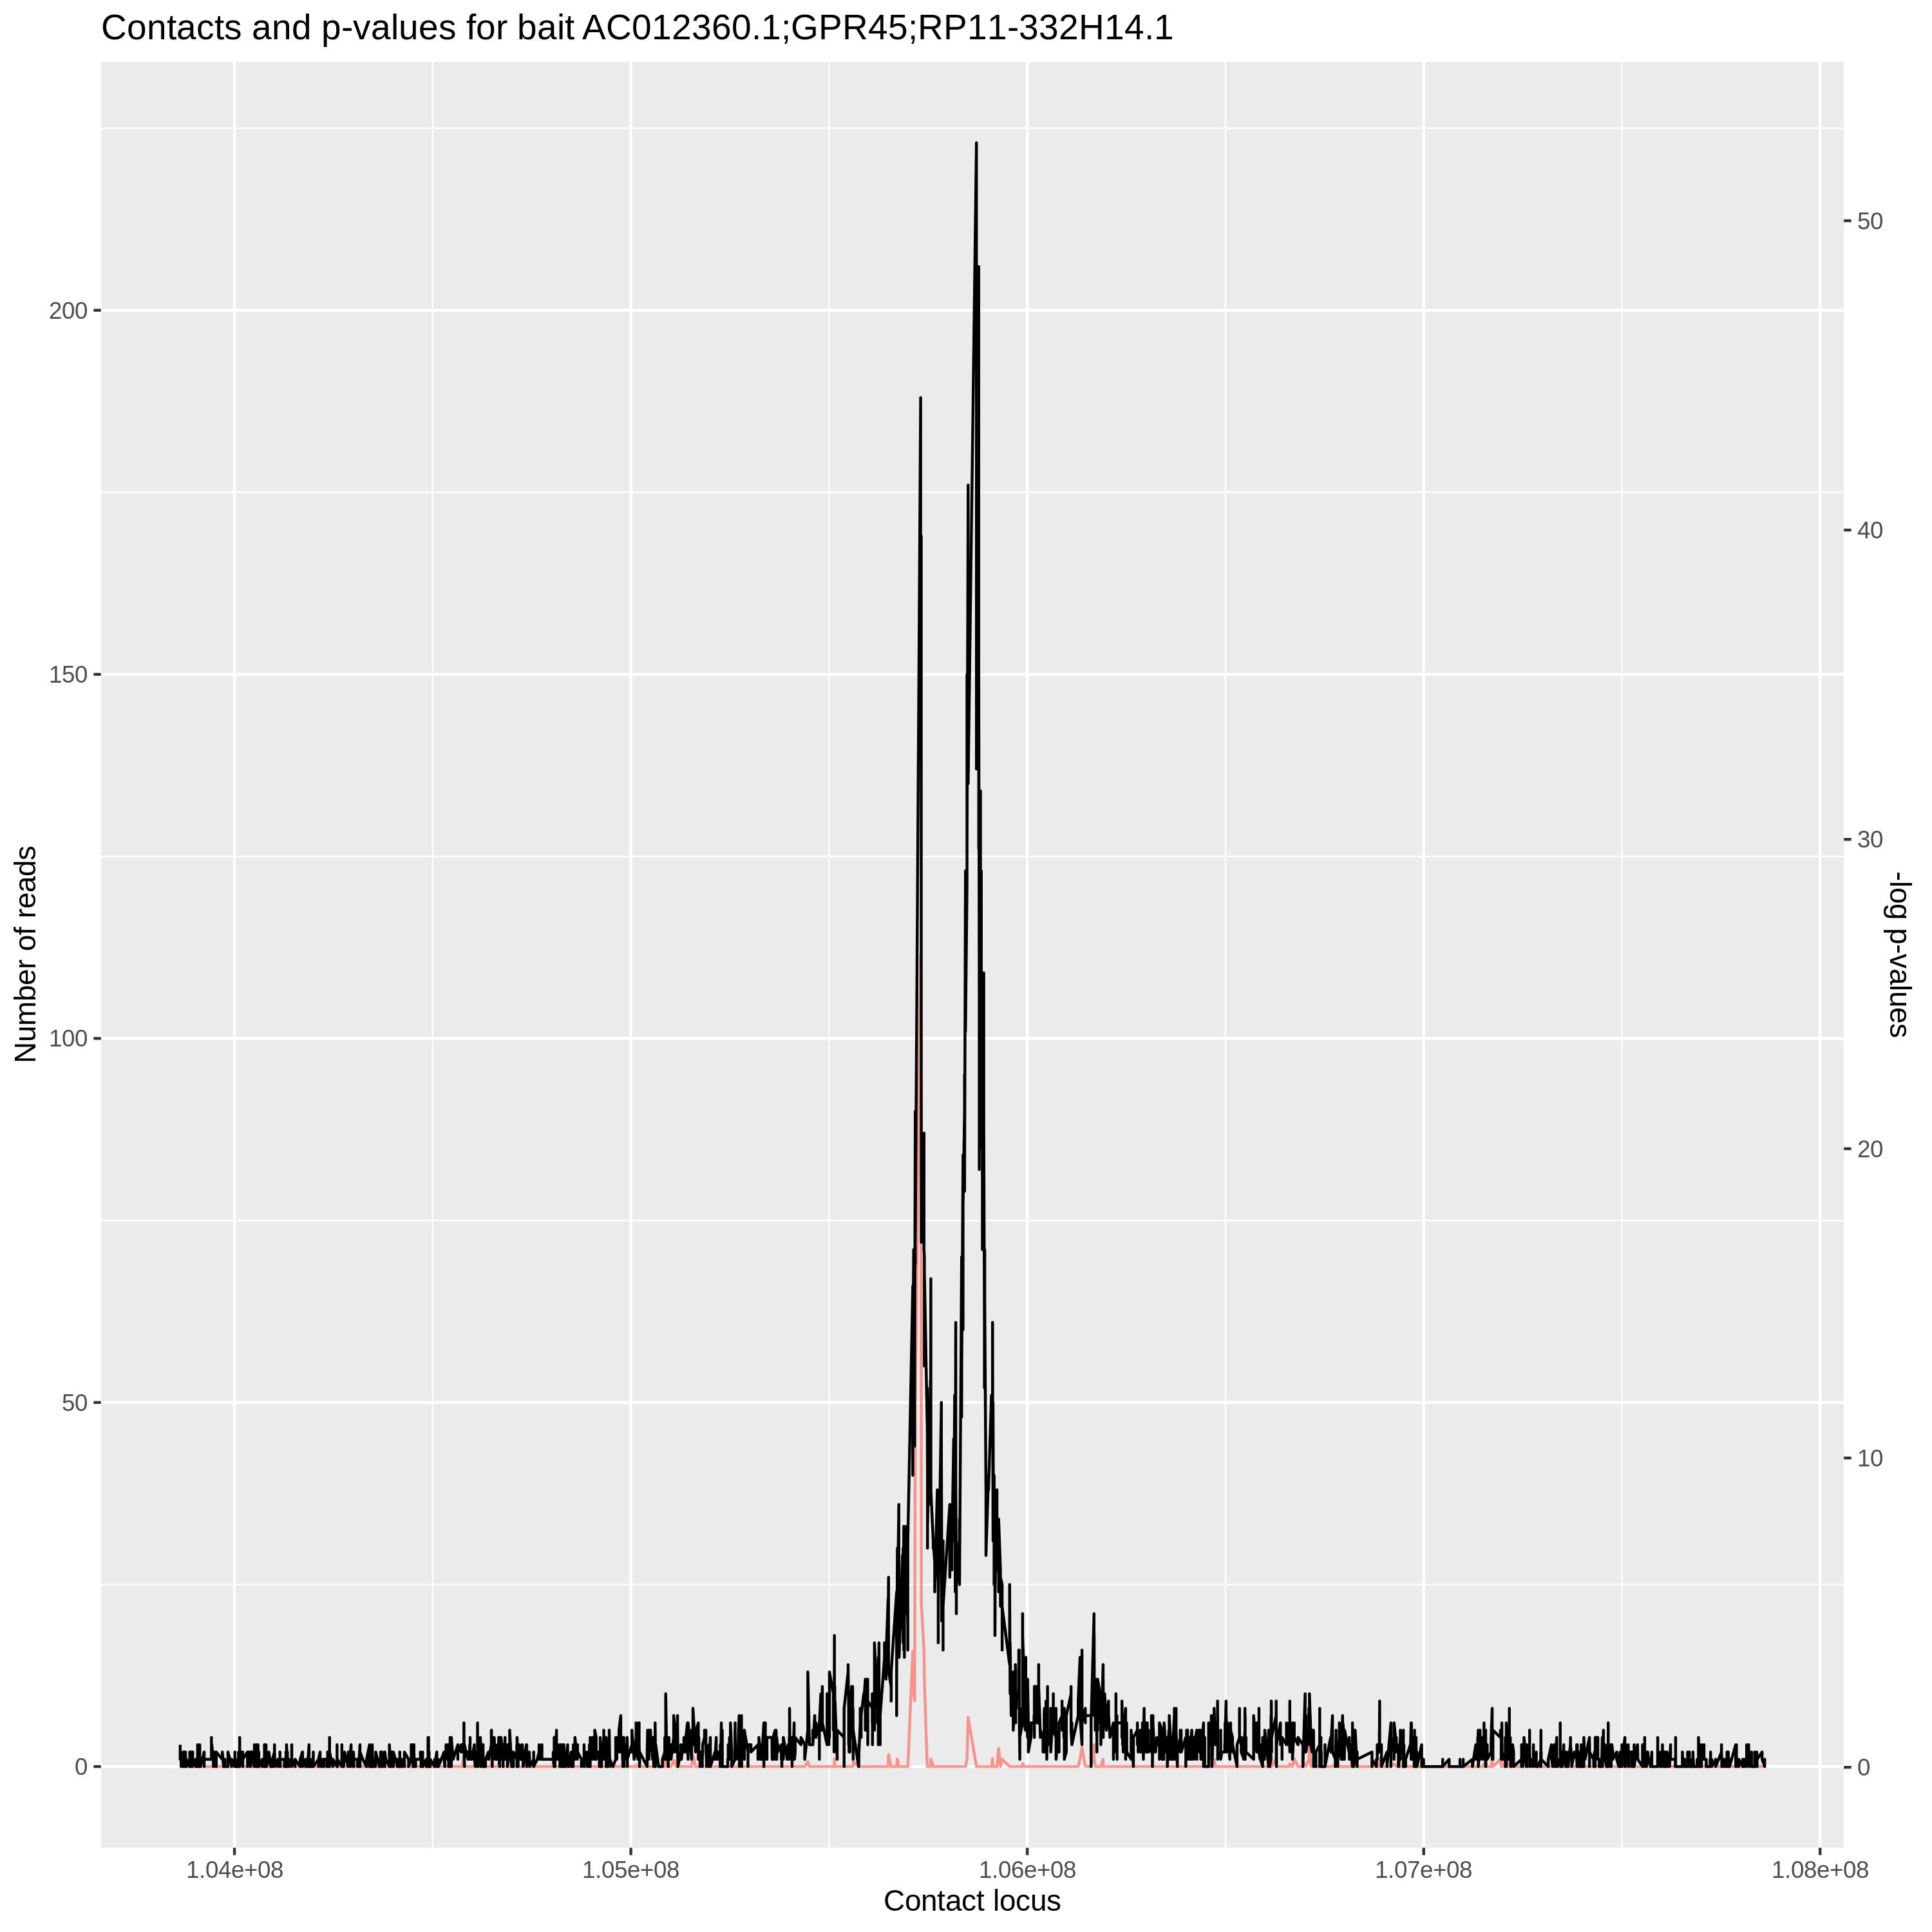 Contacts and p-values for bait AC012360.1;GPR45;RP11-332H14.1
Number of reads
200
150
100
50
0
50
40
30
20
10
0
-log p-values
1.04e+08 1.05e+08 1.06e+08 1.07e+08 1.08e+08
Contact locus